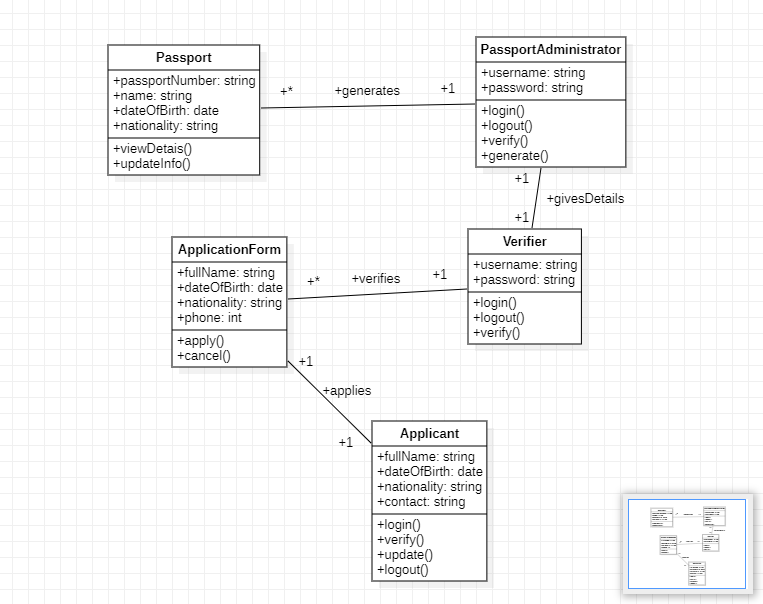 Passport
+passportNumber: string
+name: string
+dateOfBirth: date
+nationality: string
+viewDetais()
+updateInfo()
+*
+generates
+1
PassportAdministrator
+username: string
+password: string
+login()
+logout()
+verify()
+generate()
+1
+givesDetails
+1
Verifier
+username: string
+password: string
+login()
+logout()
+verify()
ApplicationForm
+fullName: string
+dateOfBirth: date
+nationality: string
+phone: int
+apply()
+cancel()
+*
+verifies
+1
+1
+applies
+1
Applicant
+fullName: string
+dateOfBirth: date
+nationality: string
+contact: string
+login()
+verify()
+update()
+logout()